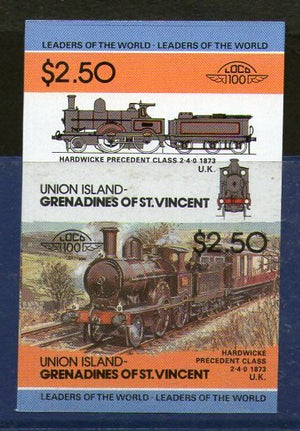 LEADERS OF THE WORLD · LEADERS OF THE WORLD
$2.50
LOCO
100
HARDWICKE PRECEDENT CLASS 2-4-0 1873
U.K.
UNION ISLAND-
GRENADINES OF ST. VINCENT
LOCO
100
$2.50
UNION ISLAND-
GRENADINES OF ST. VINCENT
HARDWICKE
PRECEDENT CLASS
2-4-0 1873
U.K.
LEADERS OF THE WORLD · LEADERS OF THE WORLD